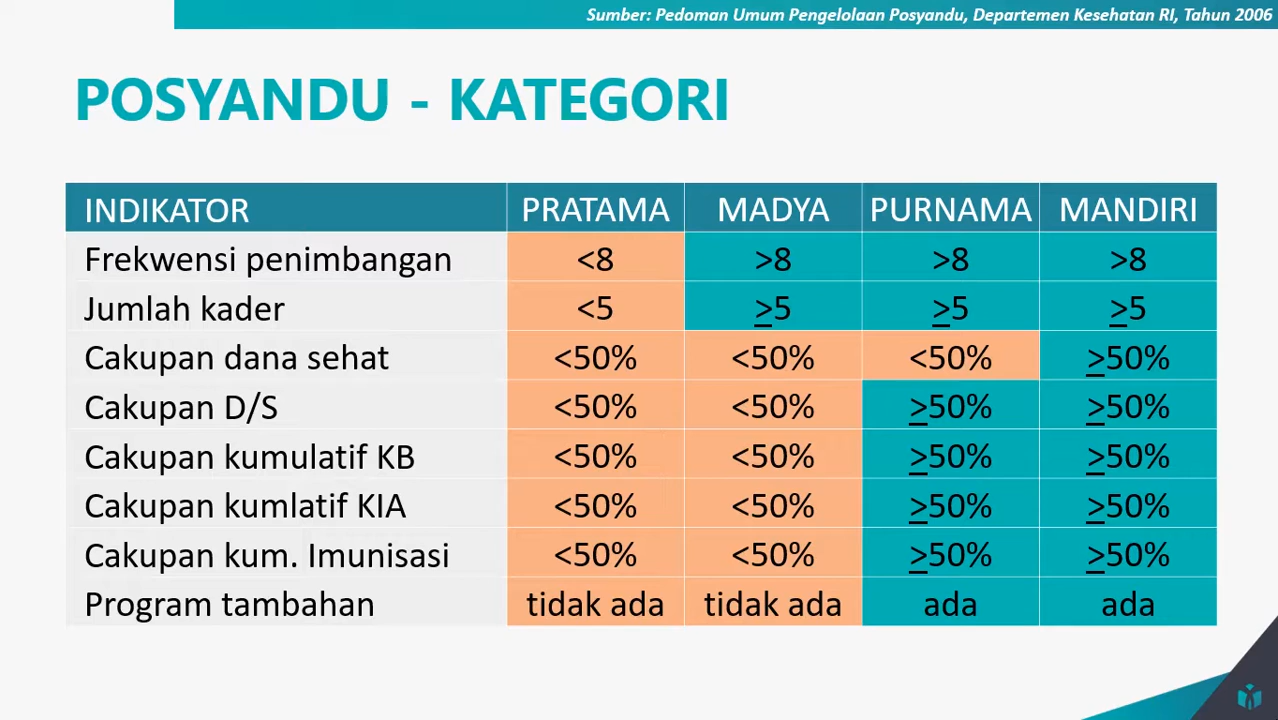 Sumber: Pedoman Umum Pengelolaan Posyandu, Departemen Kesehatan RI, Tahun 2006
POSYANDU - KATEGORI
INDIKATOR PRATAMA MADYA PURNAMA MANDIRI
Frekwensi penimbangan <8 >8 >8 >8
Jumlah kader <5 ≥5 ≥5 ≥5
Cakupan dana sehat <50% <50% <50% ≥50%
Cakupan D/S <50% <50% ≥50% ≥50%
Cakupan kumulatif KB <50% <50% ≥50% ≥50%
Cakupan kumlatif KIA <50% <50% ≥50% ≥50%
Cakupan kum. Imunisasi <50% <50% ≥50% ≥50%
Program tambahan tidak ada tidak ada ada ada